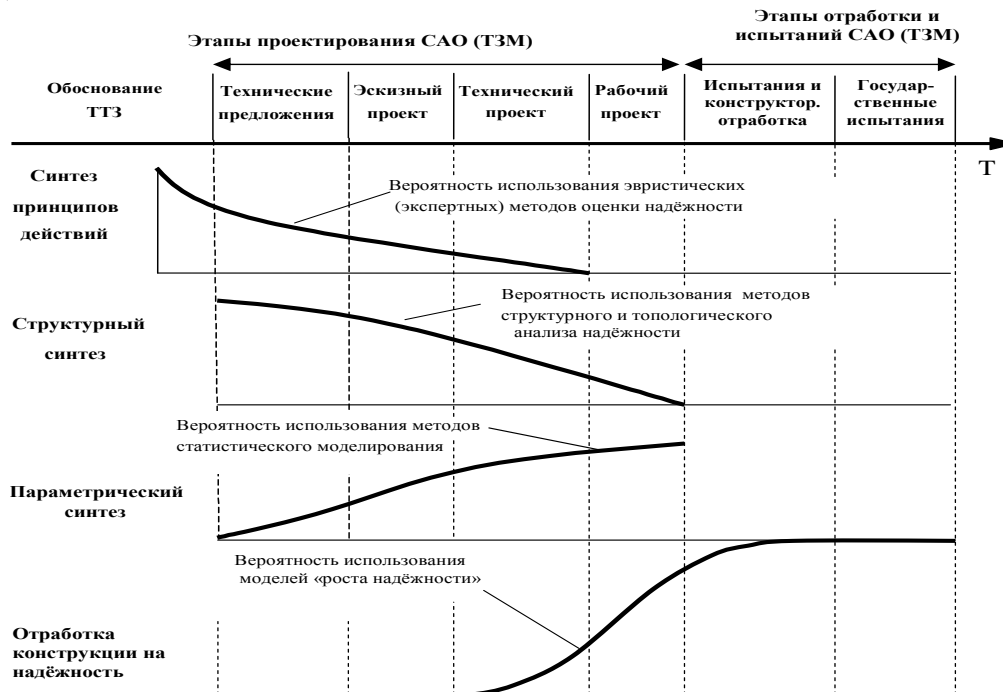 Этапы проектирования САО (ТЗМ)
Этапы отработки и
испытаний САО (ТЗМ)
Обоснование
ТТЗ
Технические
предложения
Эскизный
проект
Технический
проект
Рабочий
проект
Испытания и
конструктор.
отработка
Государ-
ственные
испытания
Т
Синтез
принципов
действий
Вероятность использования эвристических
(экспертных) методов оценки надёжности
Структурный
синтез
Вероятность использования методов
структурного и топологического
анализа надёжности
Вероятность использования методов
статистического моделирования
Параметрический
синтез
Вероятность использования
моделей «роста надёжности»
Отработка
конструкции на
надёжность